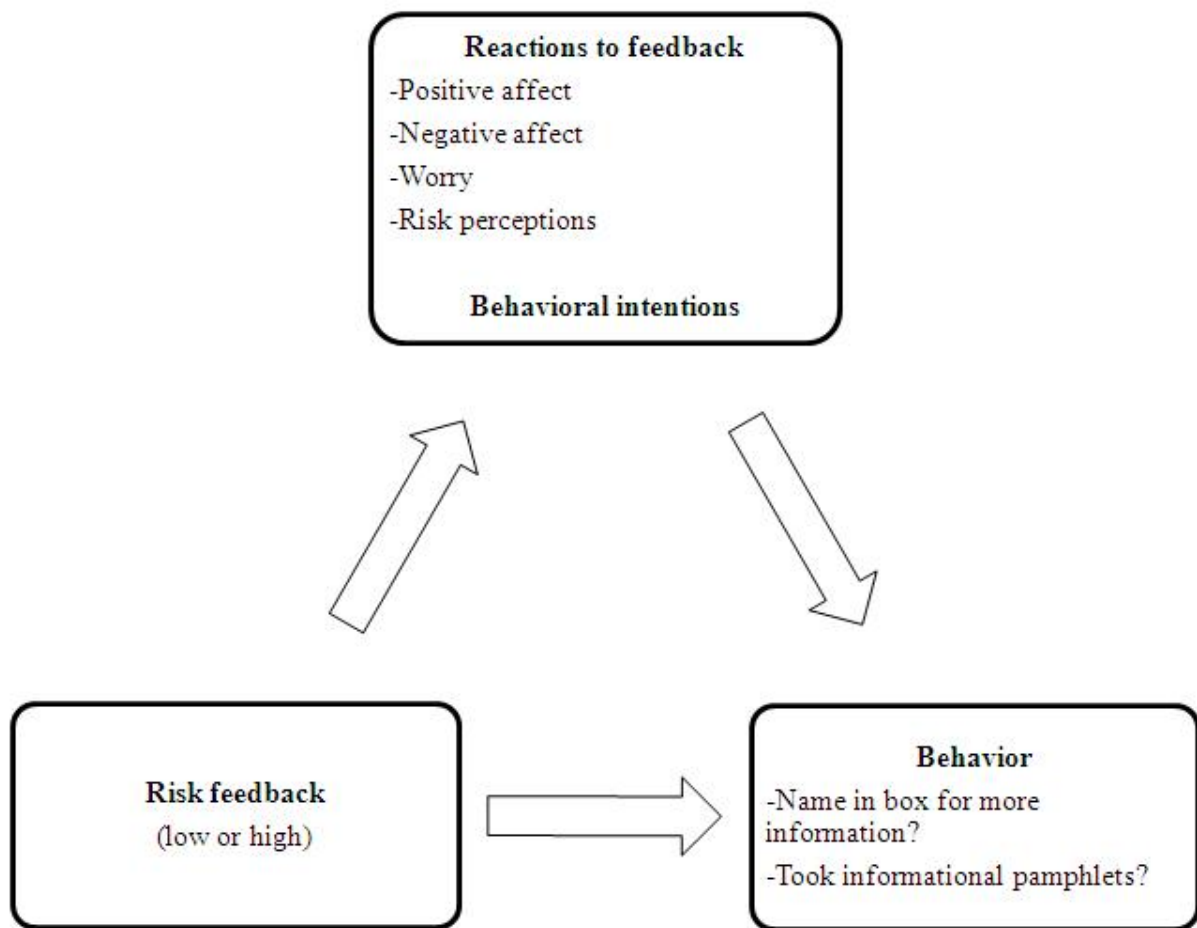 Reactions to feedback
-Positive affect
-Negative affect
-Worry
-Risk perceptions
Behavioral intentions
Risk feedback
(low or high)
Behavior
-Name in box for more
information?
-Took informational pamphlets?